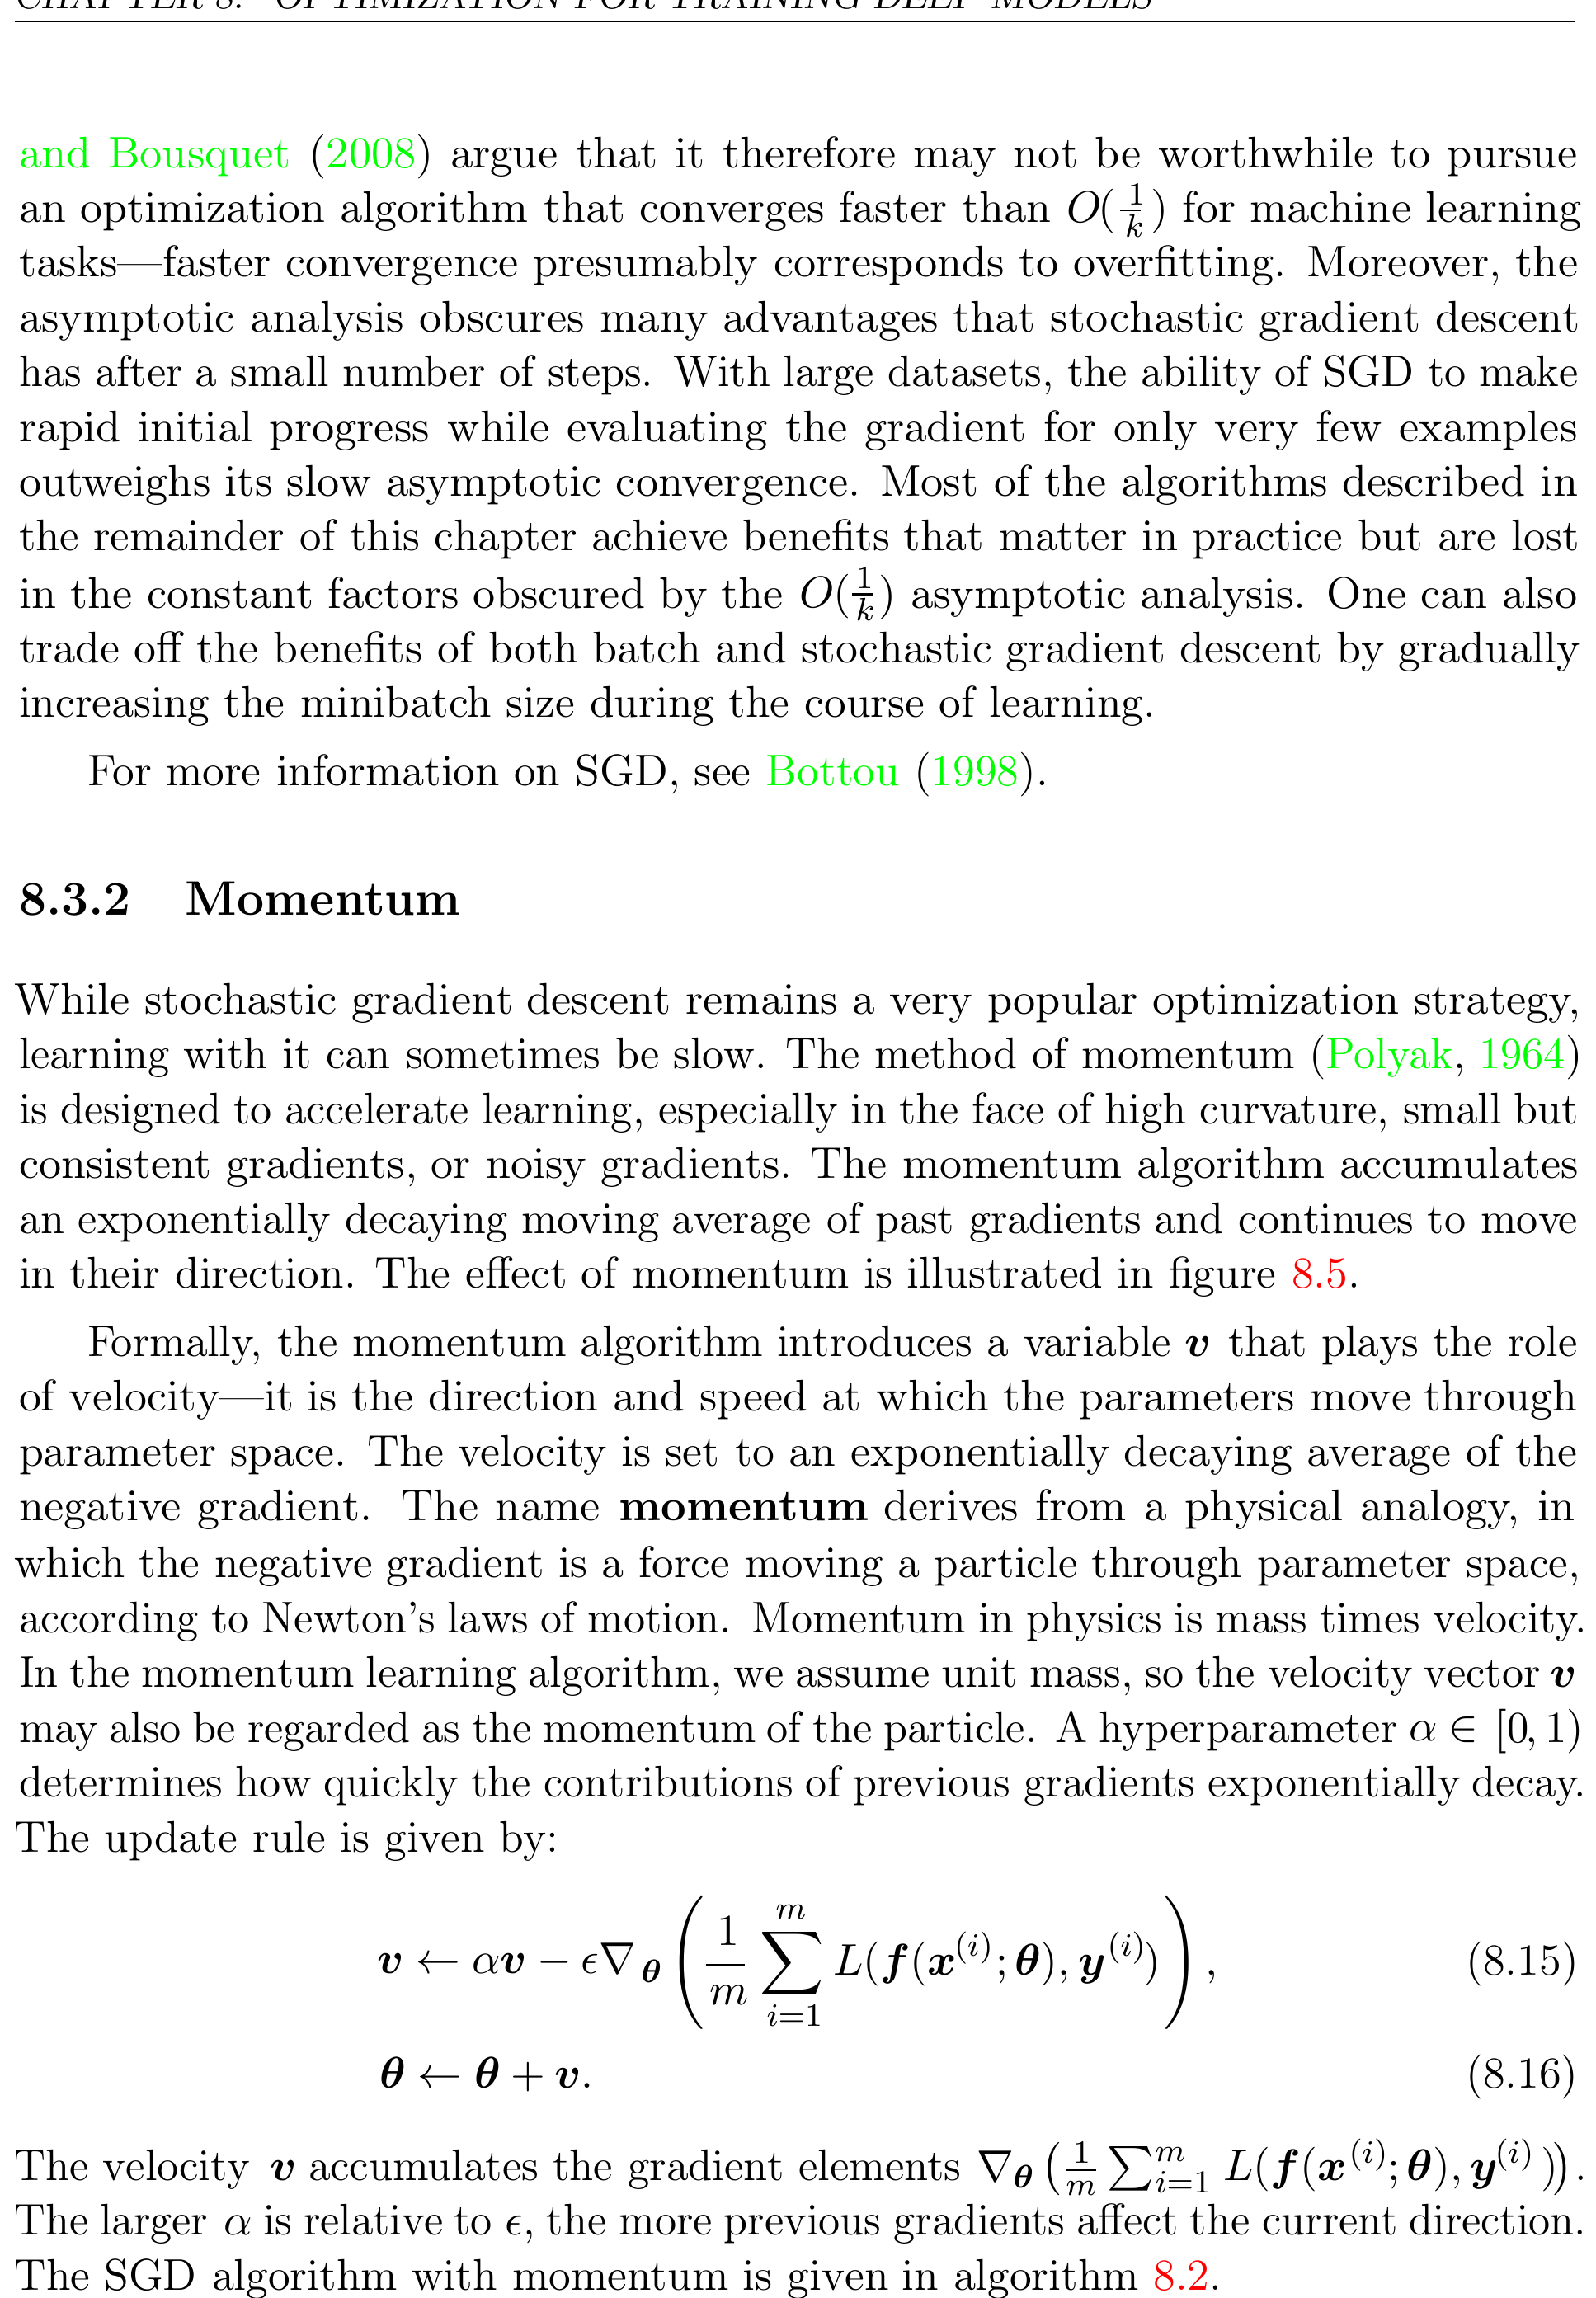 CHAPTER 8. OPTIMIZATION FOR TRAINING DEEP MODELS
and Bousquet (2008) argue that it therefore may not be worthwhile to pursue
an optimization algorithm that converges faster than O(1/k) for machine learning
tasks—faster convergence presumably corresponds to overfitting. Moreover, the
asymptotic analysis obscures many advantages that stochastic gradient descent
has after a small number of steps. With large datasets, the ability of SGD to make
rapid initial progress while evaluating the gradient for only very few examples
outweighs its slow asymptotic convergence. Most of the algorithms described in
the remainder of this chapter achieve benefits that matter in practice but are lost
in the constant factors obscured by the O(1/k) asymptotic analysis. One can also
trade off the benefits of both batch and stochastic gradient descent by gradually
increasing the minibatch size during the course of learning.
For more information on SGD, see Bottou (1998).
8.3.2 Momentum
While stochastic gradient descent remains a very popular optimization strategy,
learning with it can sometimes be slow. The method of momentum (Polyak, 1964)
is designed to accelerate learning, especially in the face of high curvature, small but
consistent gradients, or noisy gradients. The momentum algorithm accumulates
an exponentially decaying moving average of past gradients and continues to move
in their direction. The effect of momentum is illustrated in figure 8.5.
Formally, the momentum algorithm introduces a variable v that plays the role
of velocity—it is the direction and speed at which the parameters move through
parameter space. The velocity is set to an exponentially decaying average of the
negative gradient. The name momentum derives from a physical analogy, in
which the negative gradient is a force moving a particle through parameter space,
according to Newton's laws of motion. Momentum in physics is mass times velocity.
In the momentum learning algorithm, we assume unit mass, so the velocity vector v
may also be regarded as the momentum of the particle. A hyperparameter α ∈ [0, 1)
determines how quickly the contributions of previous gradients exponentially decay.
The update rule is given by:
v ← αv − ϵ∇_θ (1/m ∑_{i=1}^{m} L(f(x^(i); θ), y^(i))), (8.15)
θ ← θ + v. (8.16)
The velocity v accumulates the gradient elements ∇_θ (1/m ∑_{i=1}^{m} L(f(x^(i); θ), y^(i))).
The larger α is relative to ϵ, the more previous gradients affect the current direction.
The SGD algorithm with momentum is given in algorithm 8.2.